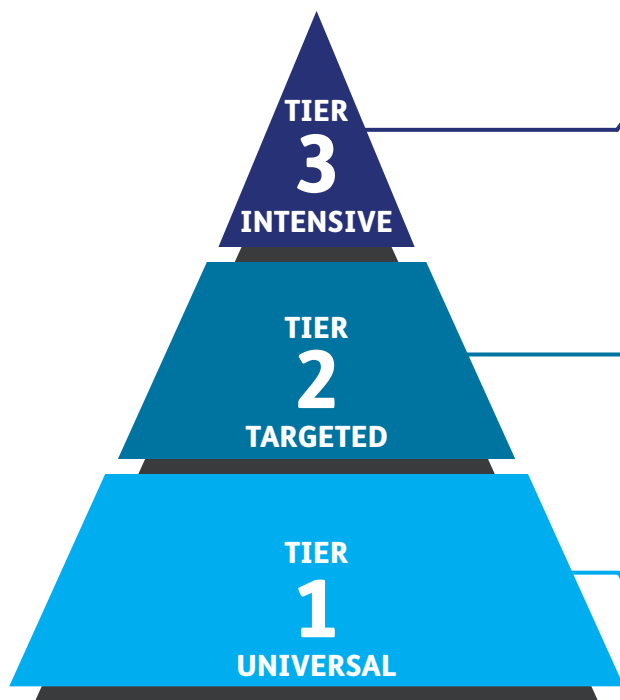 TIER
3
INTENSIVE
TIER
2
TARGETED
TIER
1
UNIVERSAL